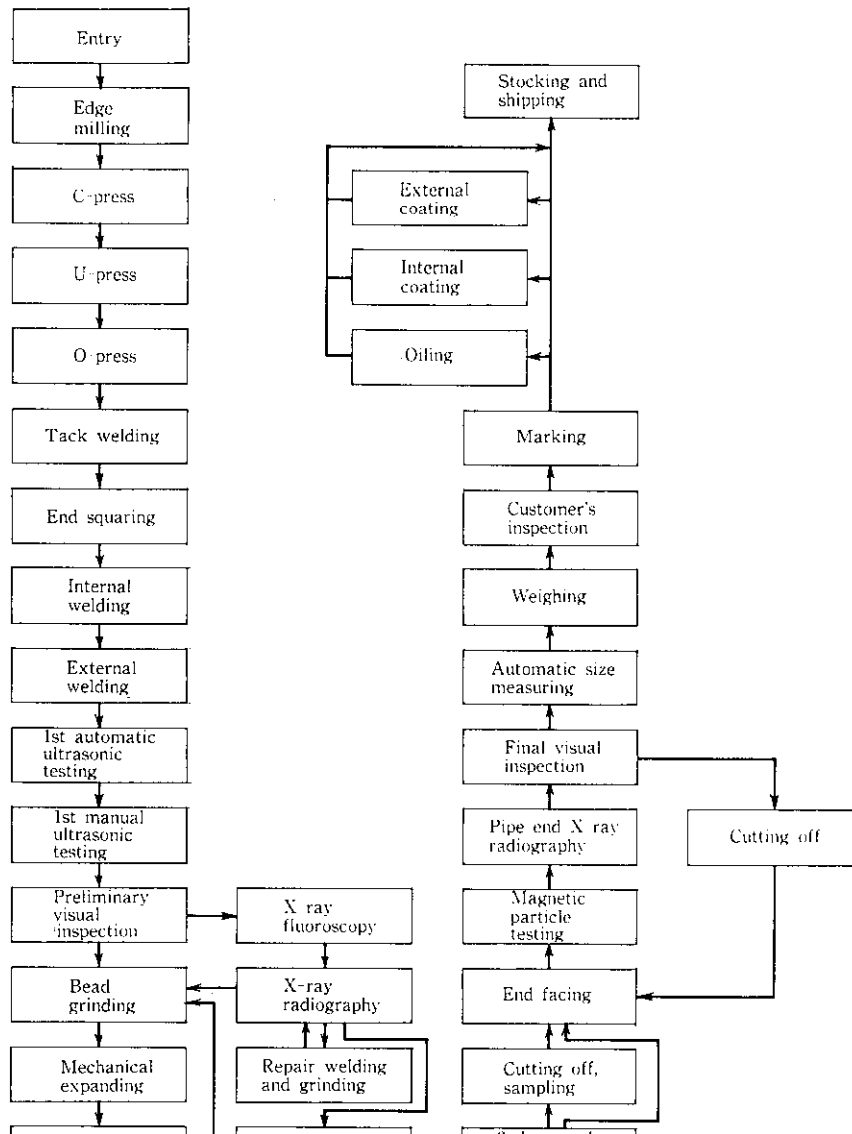 Entry
Edge
milling
C-press
U-press
O-press
Tack welding
End squaring
Internal
welding
External
welding
1st automatic
ultrasonic
testing
1st manual
ultrasonic
testing
Preliminary
visual
inspection
X ray
fluoroscopy
Bead
grinding
X-ray
radiography
Mechanical
expanding
Repair welding
and grinding
Stocking and
shipping
External
coating
Internal
coating
Oiling
Marking
Customer's
inspection
Weighing
Automatic size
measuring
Final visual
inspection
Pipe end X ray
radiography
Cutting off
Magnetic
particle
testing
End facing
Cutting off,
sampling